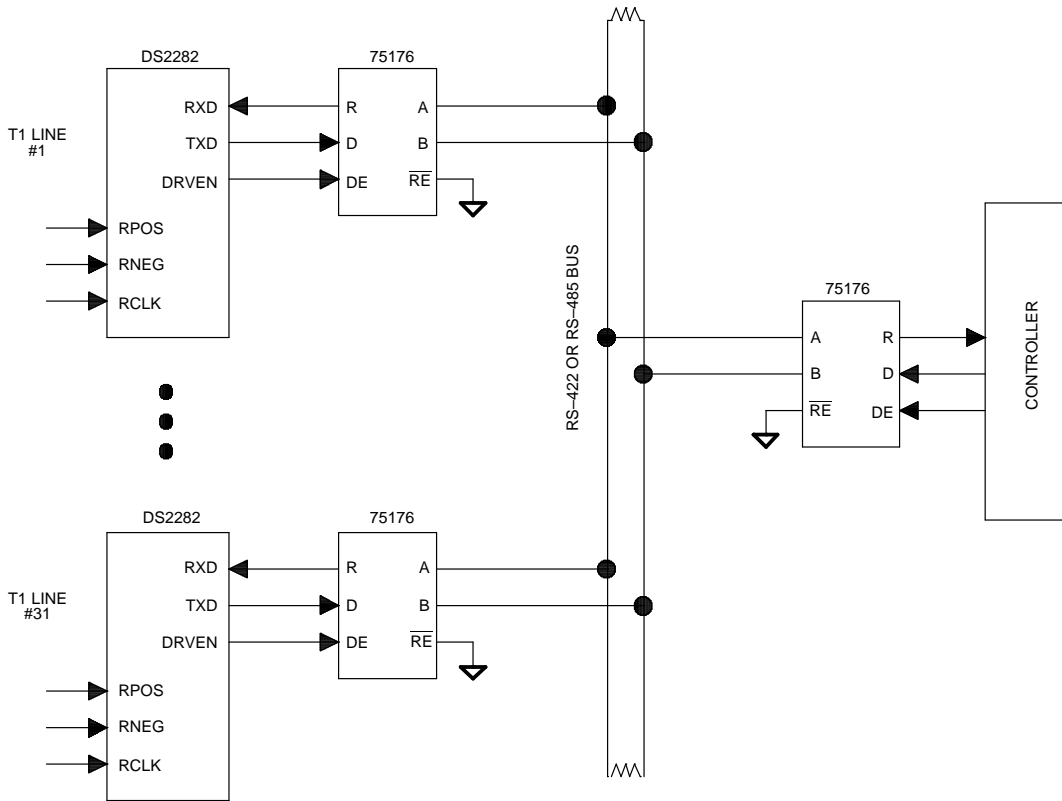 DS2282
75176
T1 LINE
#1
RXD
TXD
DRVEN
RPOS
RNEG
RCLK
R
D
DE
A
B
RE
RS–422 OR RS–485 BUS
75176
A
B
RE
R
D
DE
CONTROLLER
DS2282
75176
T1 LINE
#31
RXD
TXD
DRVEN
RPOS
RNEG
RCLK
R
D
DE
A
B
RE